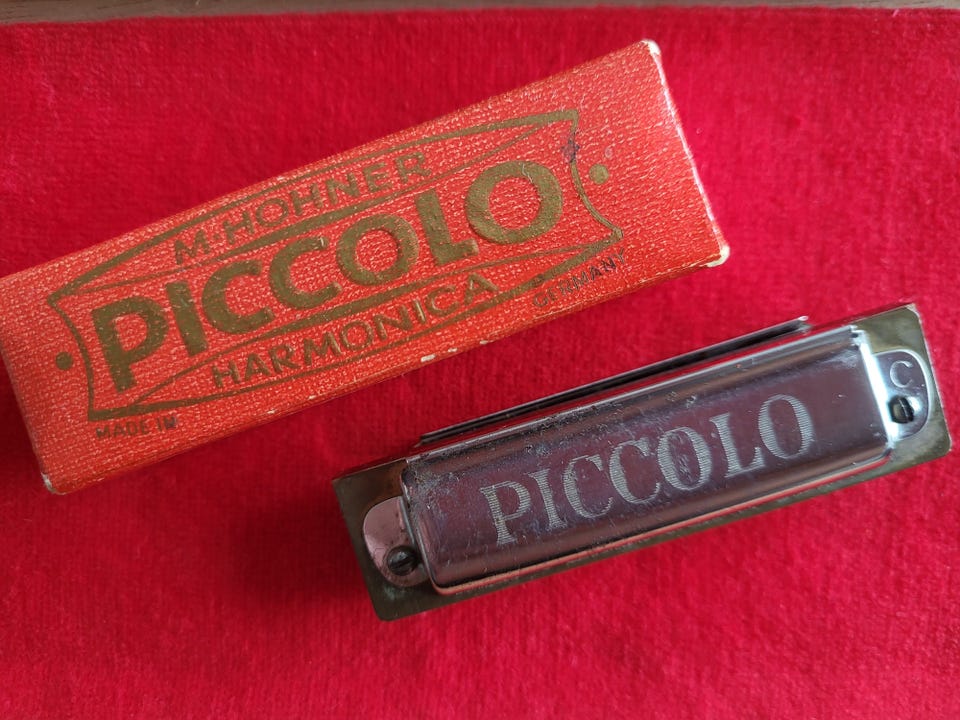 M. HOHNER
PICCOLO
HARMONICA
MADE IN
GERMANY
C
PICCOLO